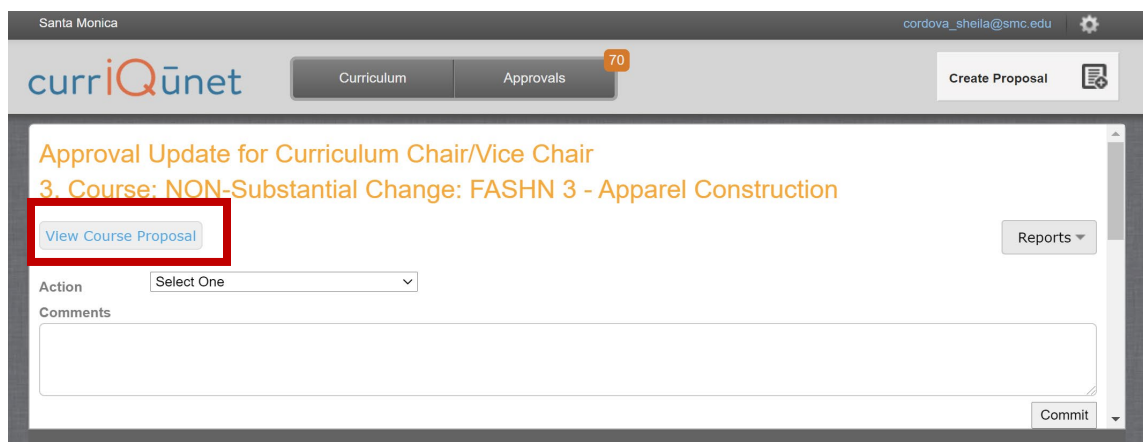 Santa Monica cordova_sheila@smc.edu
currIQūnet Curriculum Approvals 70 Create Proposal
Approval Update for Curriculum Chair/Vice Chair
3. Course: NON-Substantial Change: FASHN 3 - Apparel Construction
View Course Proposal Reports
Action Select One
Comments
Commit